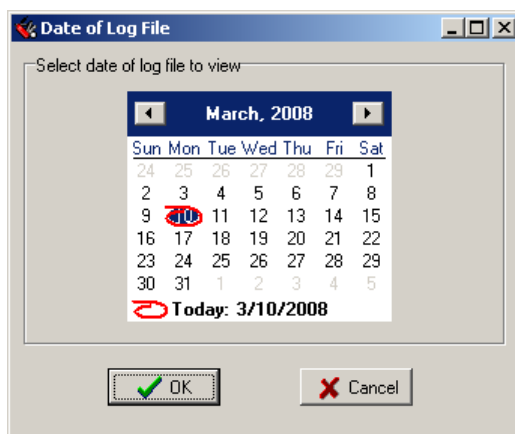 Date of Log File
Select date of log file to view
March, 2008
Sun Mon Tue Wed Thu Fri Sat
24 25 26 27 28 29 1
2 3 4 5 6 7 8
9 10 11 12 13 14 15
16 17 18 19 20 21 22
23 24 25 26 27 28 29
30 31 1 2 3 4 5
Today: 3/10/2008
OK Cancel